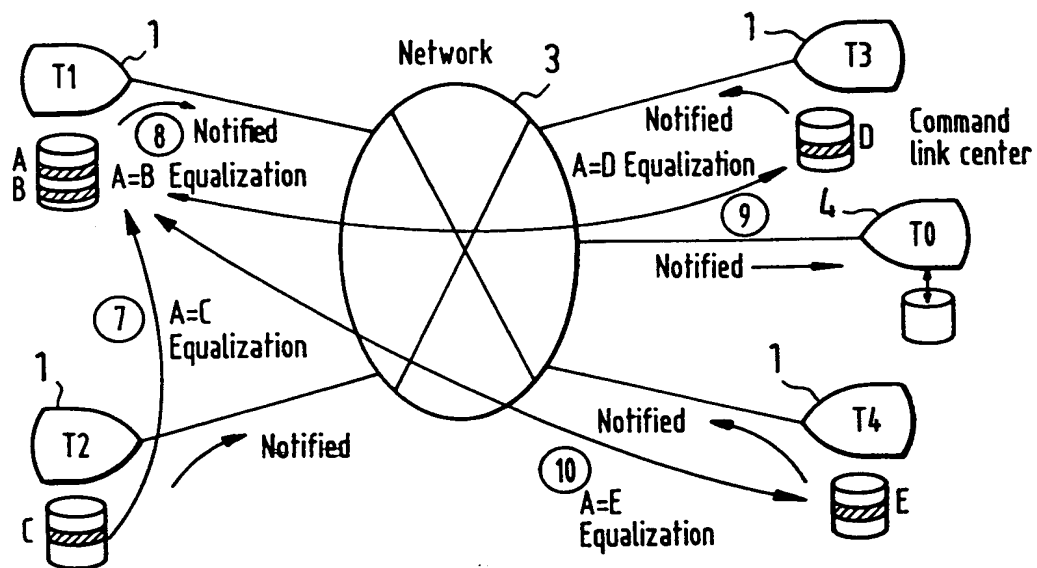 1
T1
Network
3
1
T3
8 Notified
Notified
D
Command
link center
A
B
A=B Equalization
A=D Equalization
9
4
T0
Notified
7
A=C
Equalization
1
T2
Notified
C
1
T4
Notified
10
A=E
Equalization
E